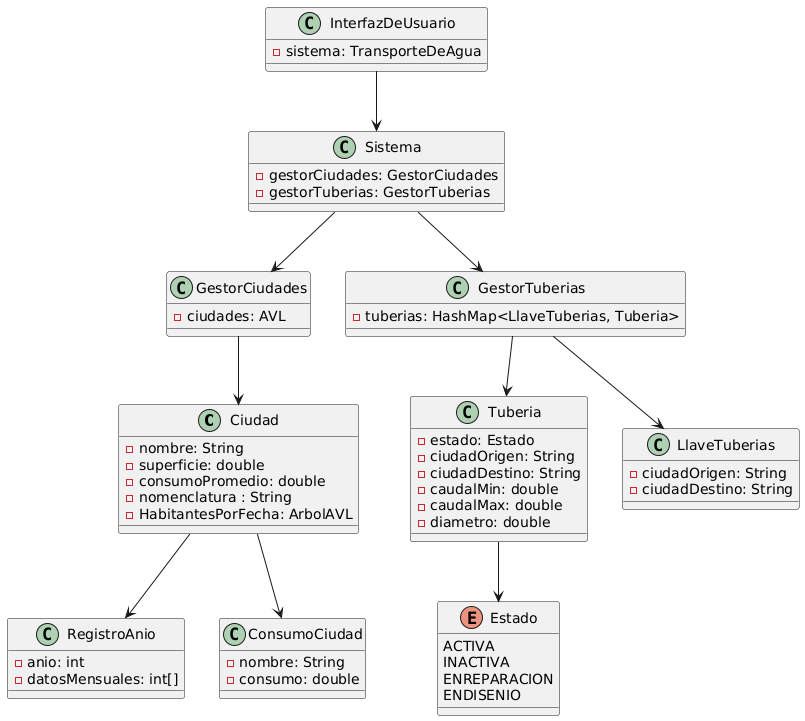 C InterfazDeUsuario
sistema: TransporteDeAgua
C Sistema
gestorCiudades: GestorCiudades
gestorTuberias: GestorTuberias
C GestorCiudades
ciudades: AVL
C GestorTuberias
tuberias: HashMap<LlaveTuberias, Tuberia>
C Ciudad
nombre: String
superficie: double
consumoPromedio: double
nomenclatura : String
HabitantesPorFecha: ArbolAVL
C Tuberia
estado: Estado
ciudadOrigen: String
ciudadDestino: String
caudalMin: double
caudalMax: double
diametro: double
C LlaveTuberias
ciudadOrigen: String
ciudadDestino: String
C RegistroAnio
anio: int
datosMensuales: int[]
C ConsumoCiudad
nombre: String
consumo: double
E Estado
ACTIVA
INACTIVA
ENREPARACION
ENDISENIO